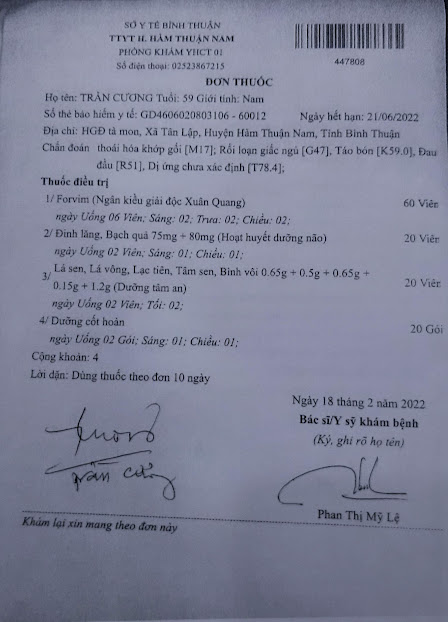 SỞ Y TẾ BÌNH THUẬN
TTYT H. HÀM THUẬN NAM
PHÒNG KHÁM YHCT 01
Số điện thoại: 02523867215
447808
ĐƠN THUỐC
Họ tên: TRẦN CƯƠNG Tuổi: 59 Giới tính: Nam
Số thẻ bảo hiểm y tế: GD4606020803106 - 60012 Ngày hết hạn: 21/06/2022
Địa chỉ: HGĐ tà mon, Xã Tân Lập, Huyện Hàm Thuận Nam, Tỉnh Bình Thuận
Chẩn đoán thoái hóa khớp gối [M17]; Rối loạn giấc ngủ [G47], Táo bón [K59.0], Đau
đầu [R51], Dị ứng chưa xác định [T78.4];
Thuốc điều trị
1/ Forvim (Ngân kiều giải độc Xuân Quang) 60 Viên
ngày Uống 06 Viên; Sáng: 02; Trưa: 02; Chiều: 02;
2/ Đinh lăng, Bạch quả 75mg + 80mg (Hoạt huyết dưỡng não) 20 Viên
ngày Uống 02 Viên; Sáng: 01; Chiều: 01;
3/ Lá sen, Lá vông, Lạc tiên, Tâm sen, Bình vôi 0.65g + 0.5g + 0.65g +
0.15g + 1.2g (Dưỡng tâm an) 20 Viên
ngày Uống 02 Viên; Tối: 02;
4/ Dưỡng cốt hoàn 20 Gói
ngày Uống 02 Gói; Sáng: 01; Chiều: 01;
Cộng khoản: 4
Lời dặn: Dùng thuốc theo đơn 10 ngày
Ngày 18 tháng 2 năm 2022
Bác sĩ/Y sỹ khám bệnh
(Ký, ghi rõ họ tên)
trần cương
Phan Thị Mỹ Lệ
Khám lại xin mang theo đơn này